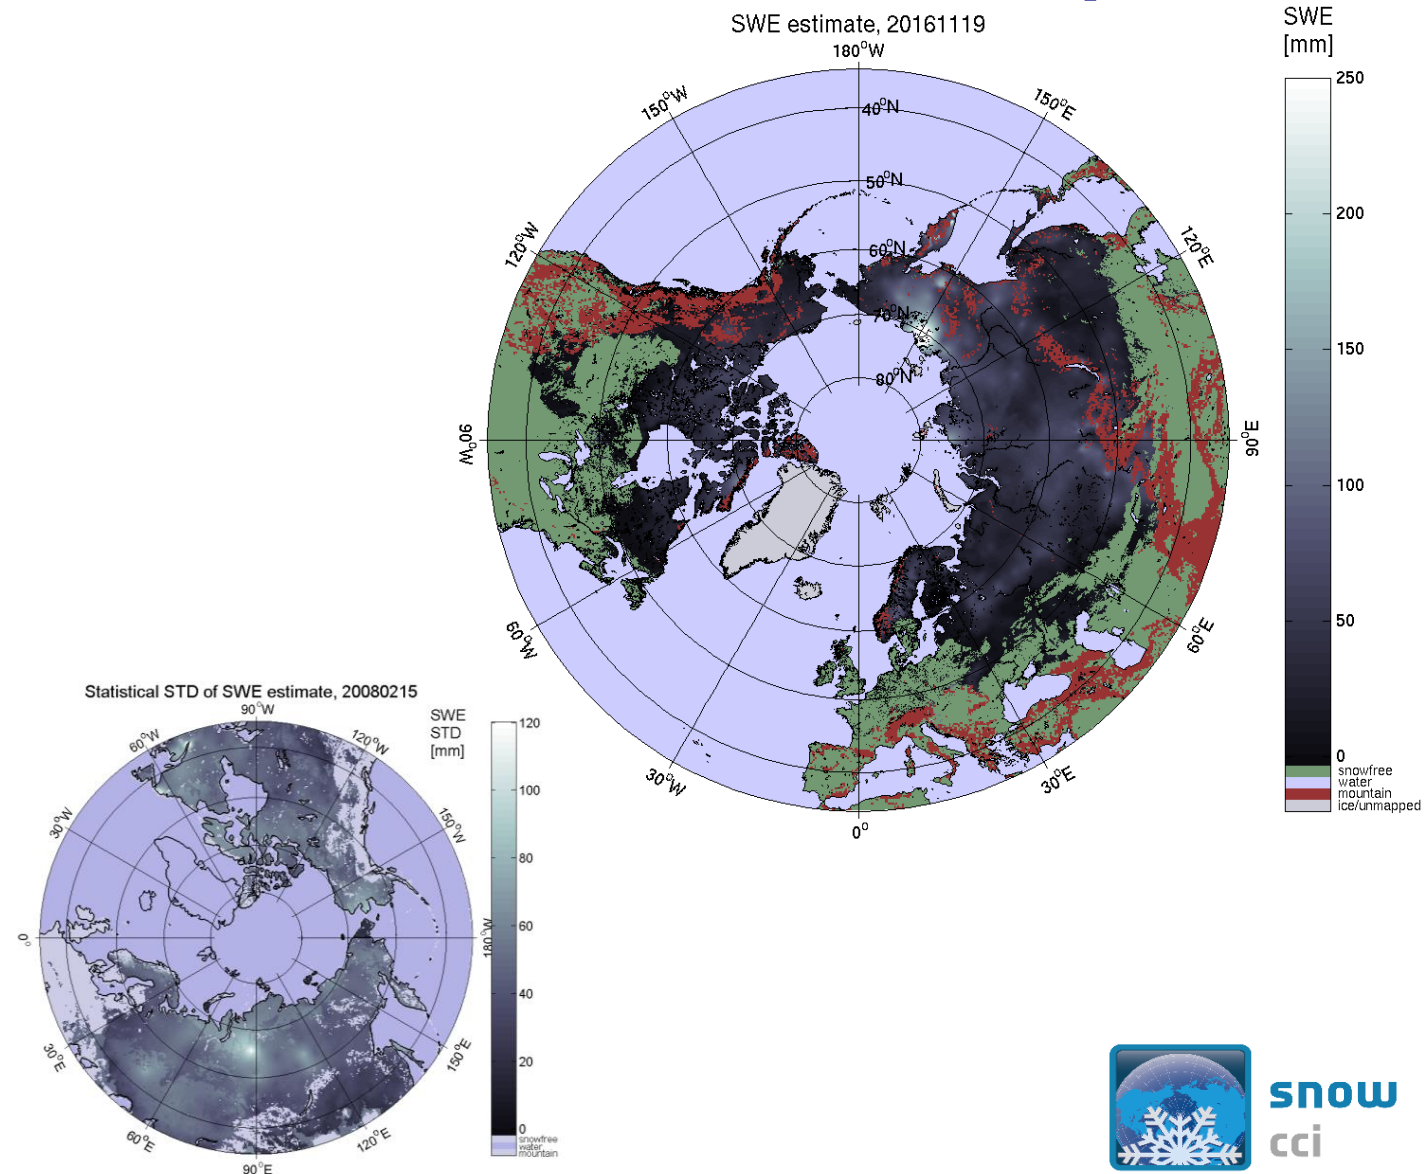 SWE estimate, 20161119
SWE
[mm]
180°W
150°W
150°E
40°N
50°N
60°N
70°N
80°N
120°W
120°E
90°W
90°E
60°W
60°E
30°W
30°E
0°
250
200
150
100
50
0
snowfree
water
mountain
ice/unmapped
Statistical STD of SWE estimate, 20080215
SWE
STD
[mm]
90°W
60°W
120°W
30°W
150°W
0°
180°W
30°E
150°E
60°E
120°E
90°E
120
100
80
60
40
20
0
snowfree
water
mountain
snow
cci